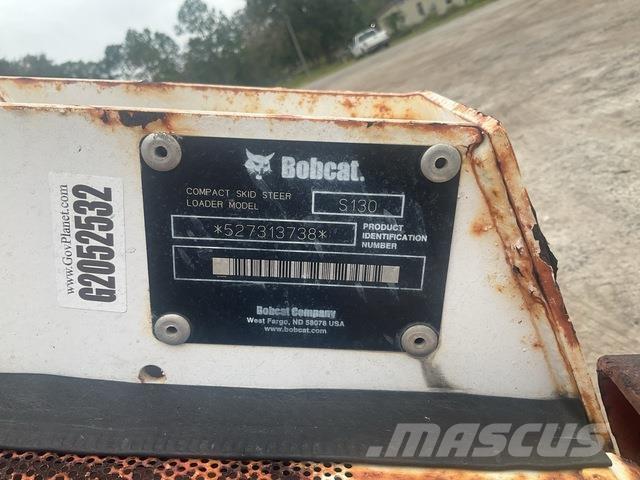 Bobcat.
COMPACT SKID STEER
LOADER MODEL
S130
*527313738*
PRODUCT
IDENTIFICATION
NUMBER
Bobcat Company
West Fargo, ND 58078 USA
www.bobcat.com
www.GovPlanet.com
G2052532
MASCUS